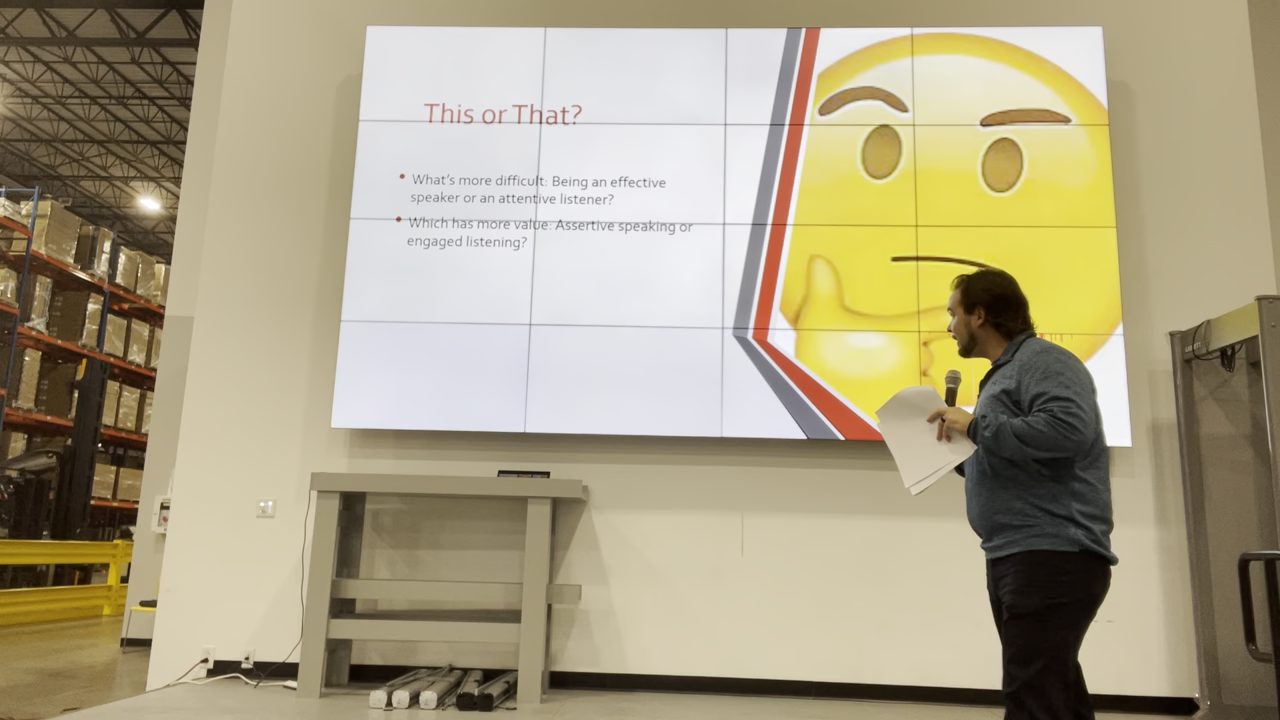 This or That?
• What's more difficult: Being an effective
speaker or an attentive listener?
• Which has more value: Assertive speaking or
engaged listening?